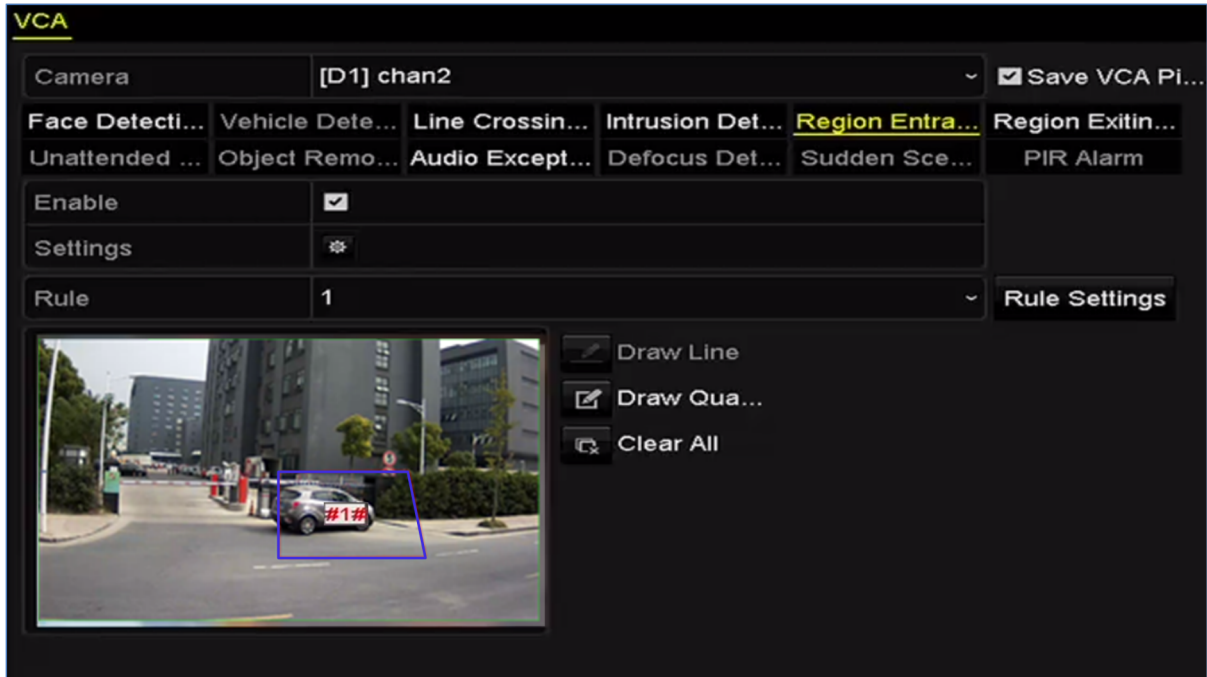 VCA
Camera [D1] chan2 Save VCA Pi...
Face Detecti... Vehicle Dete... Line Crossin... Intrusion Det... Region Entra... Region Exitin...
Unattended ... Object Remo... Audio Except... Defocus Det... Sudden Sce... PIR Alarm
Enable
Settings
Rule 1 Rule Settings
Draw Line
Draw Qua...
Clear All
#1#